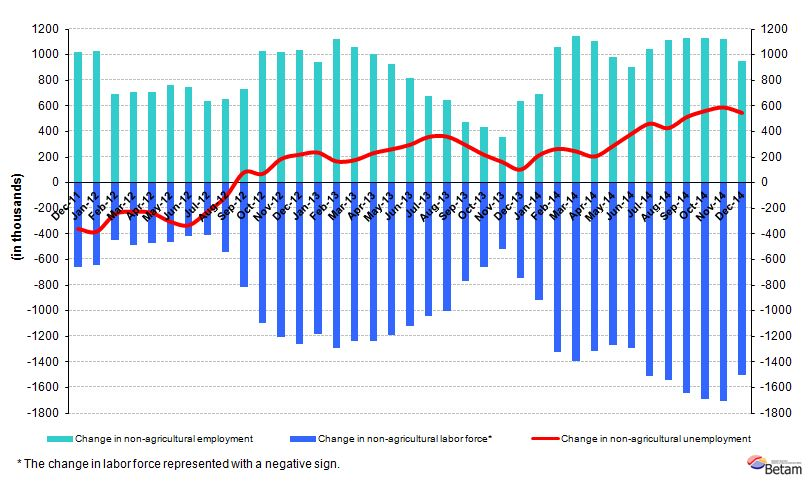 1200 1200
1000 1000
800 800
600 600
400 400
200 200
0 0
-200 -200
-400 -400
-600 -600
-800 -800
-1000 -1000
-1200 -1200
-1400 -1400
-1600 -1600
-1800 -1800
(in thousands)
Dec-11
Jan-12
Feb-12
Mar-12
Apr-12
May-12
Jun-12
Jul-12
Aug-12
Sep-12
Oct-12
Nov-12
Dec-12
Jan-13
Feb-13
Mar-13
Apr-13
May-13
Jun-13
Jul-13
Aug-13
Sep-13
Oct-13
Nov-13
Dec-13
Jan-14
Feb-14
Mar-14
Apr-14
May-14
Jun-14
Jul-14
Aug-14
Sep-14
Oct-14
Nov-14
Dec-14
Change in non-agricultural employment Change in non-agricultural labor force* Change in non-agricultural unemployment
* The change in labor force represented with a negative sign.
Betam